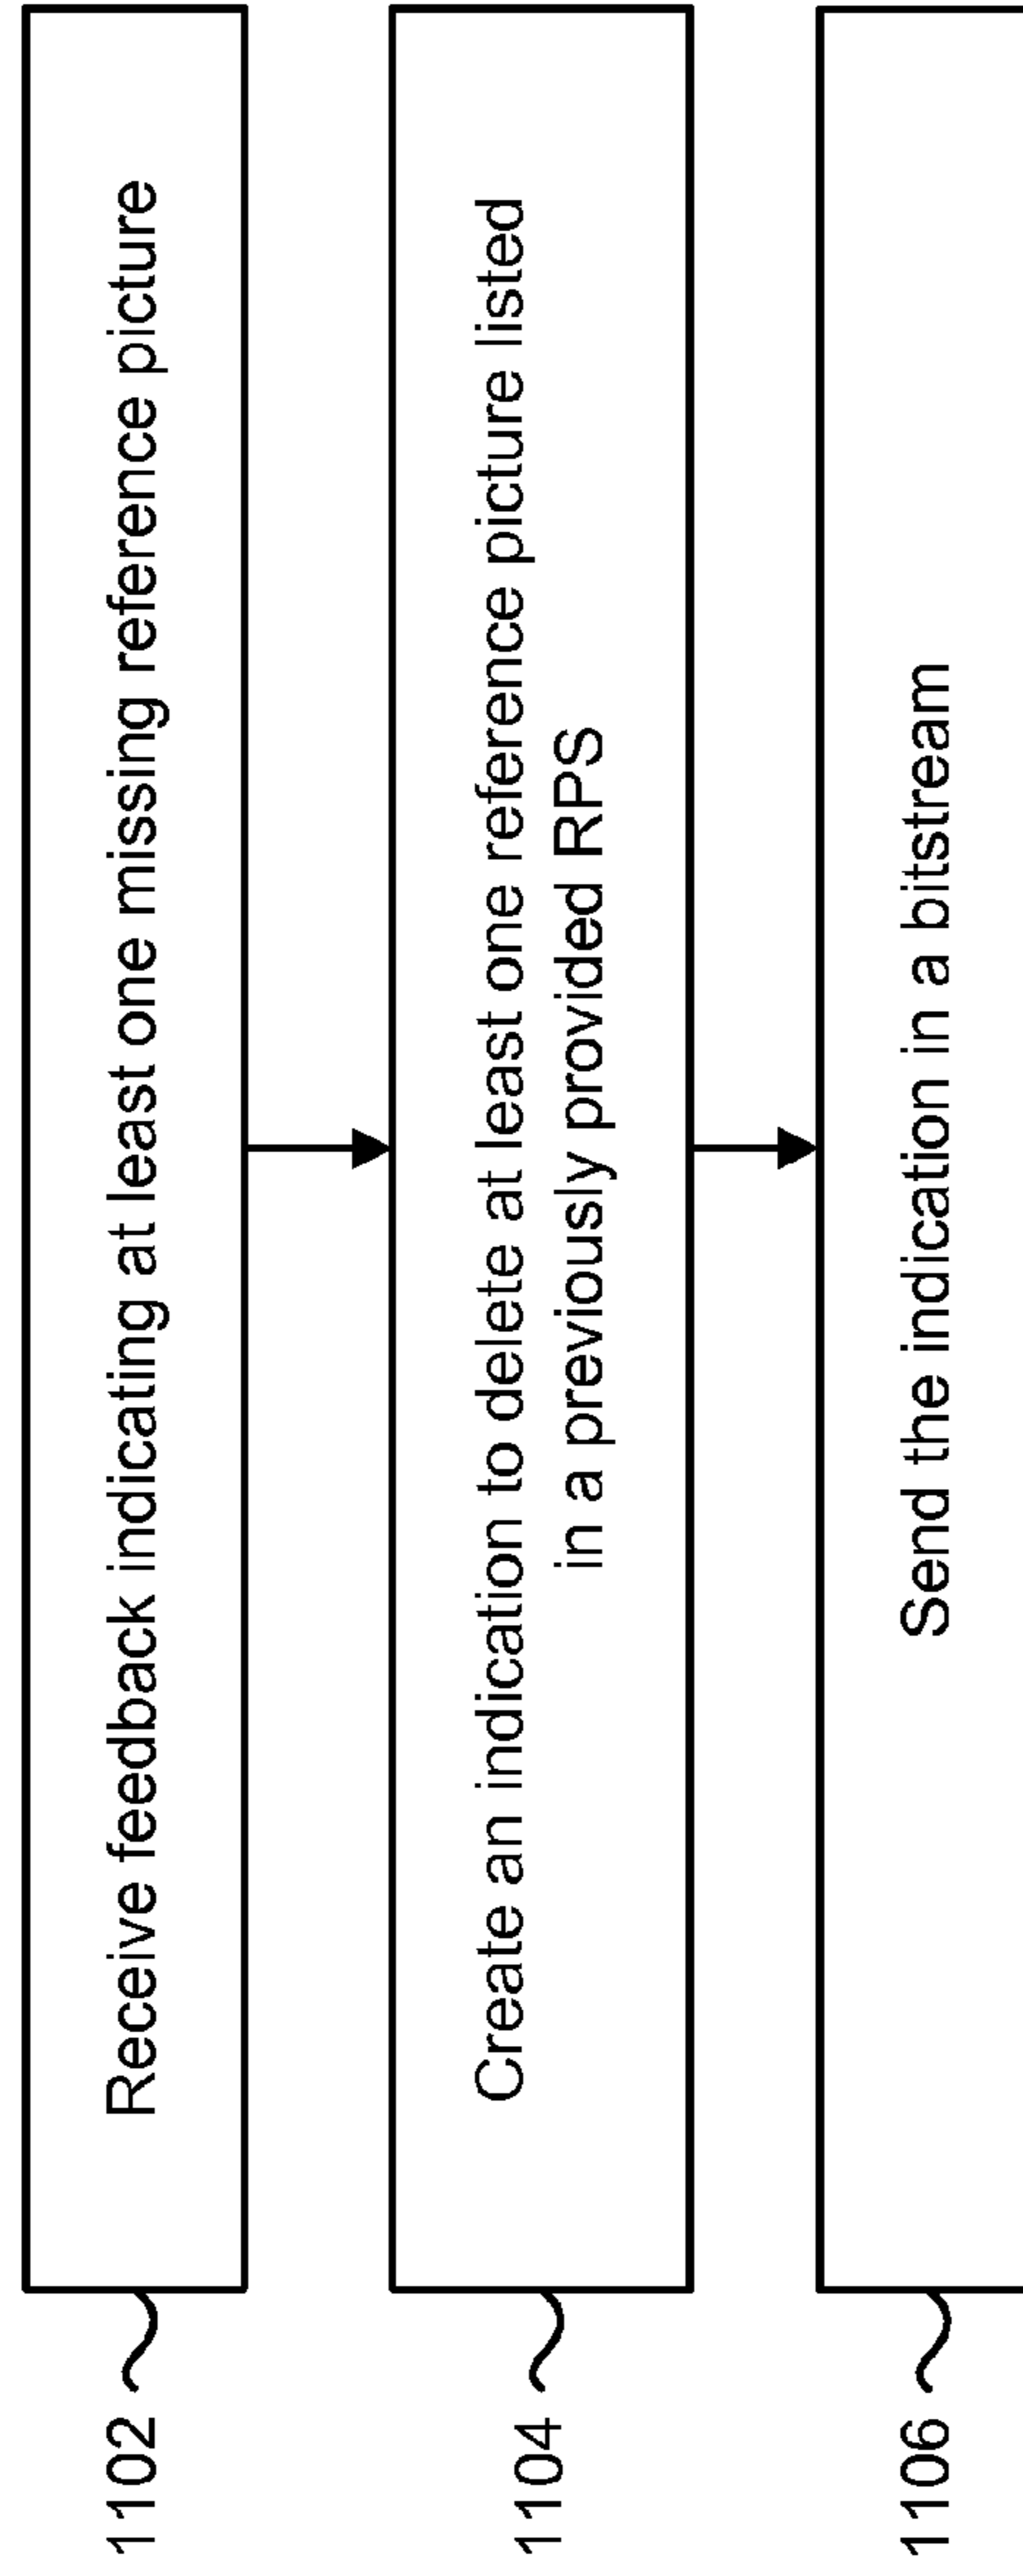 1102
Receive feedback indicating at least one missing reference picture
1104
Create an indication to delete at least one reference picture listed
in a previously provided RPS
1106
Send the indication in a bitstream